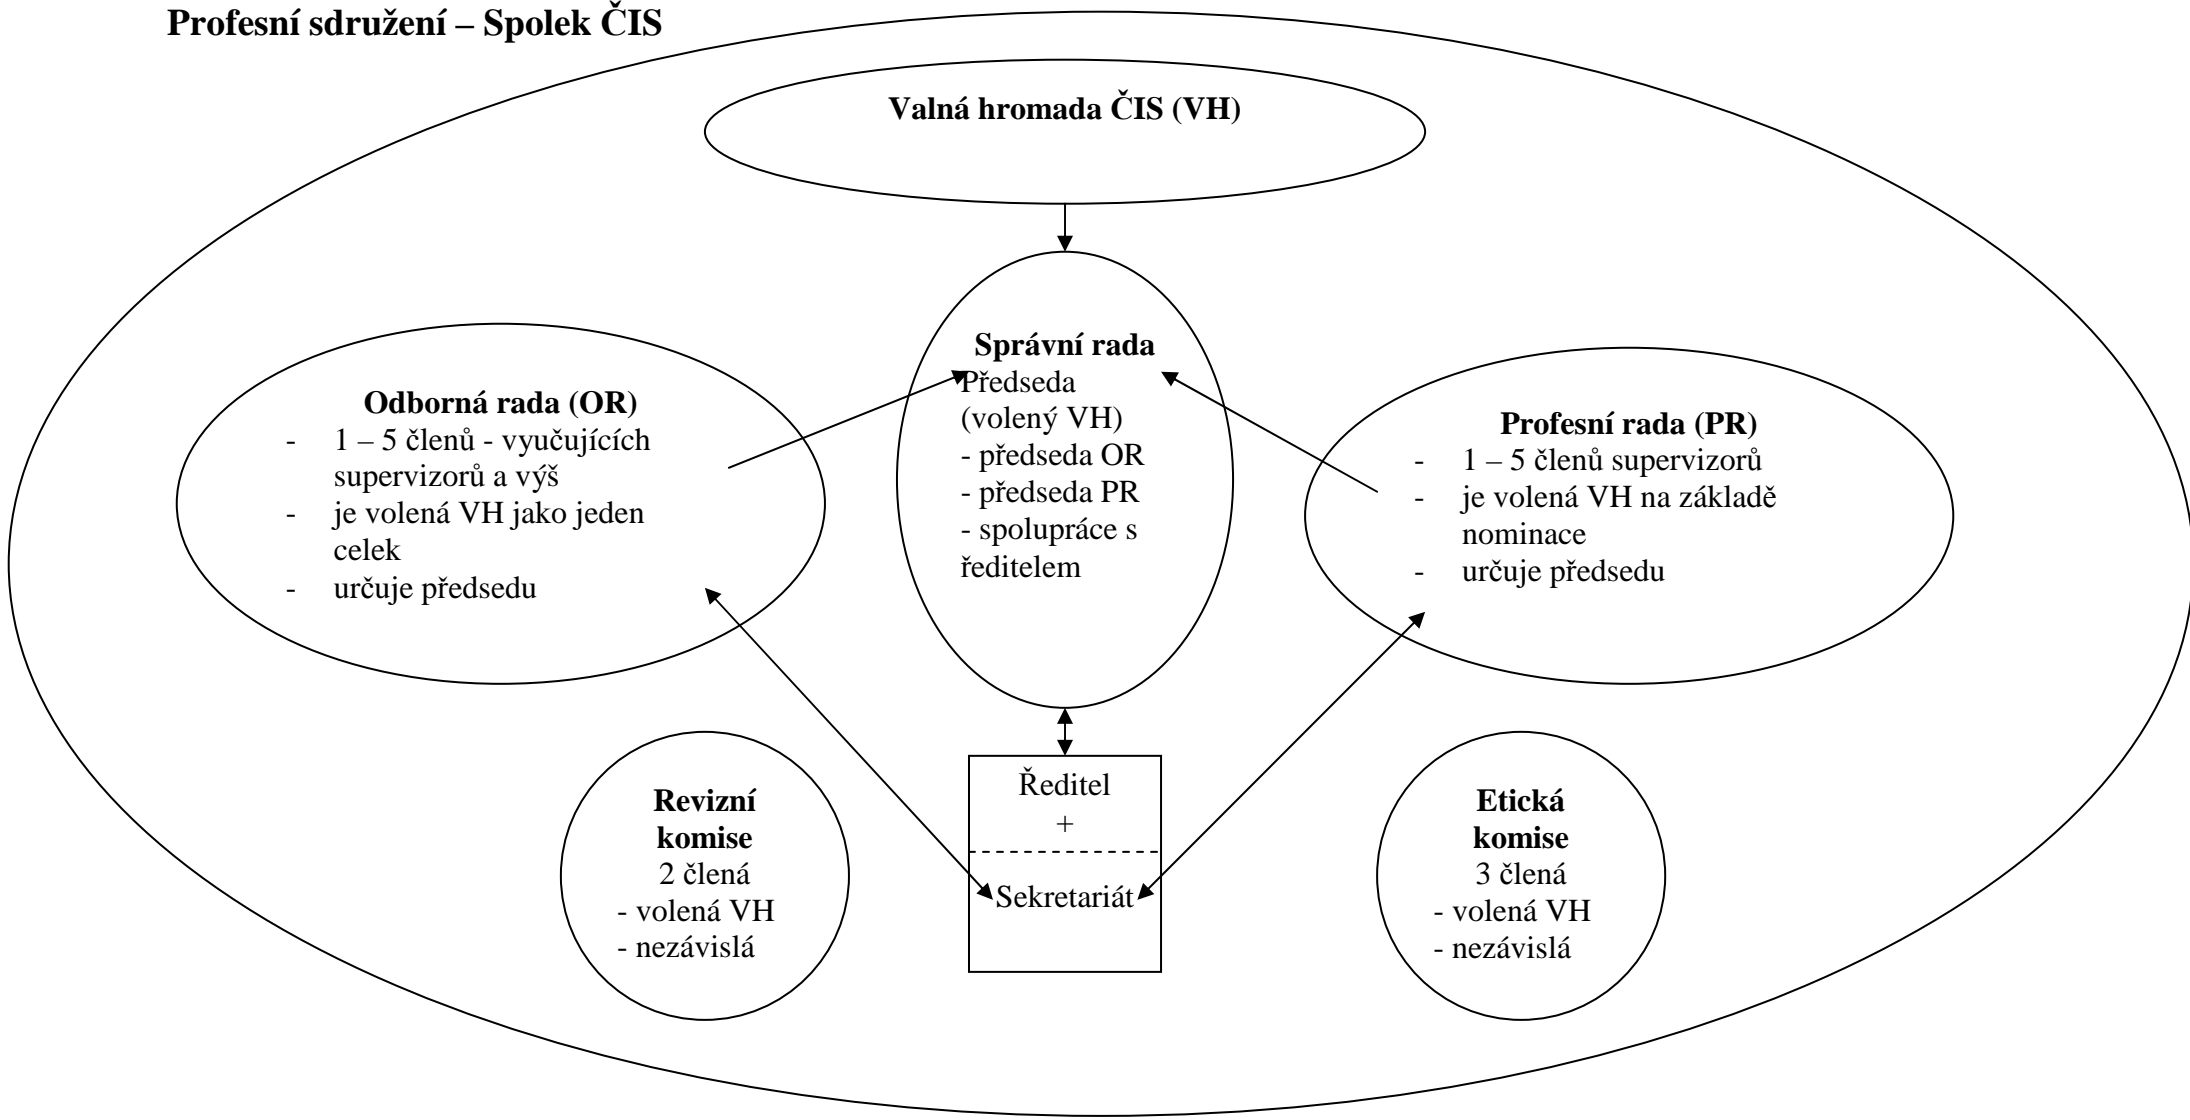 Profesní sdružení – Spolek ČIS
Valná hromada ČIS (VH)
Odborná rada (OR)
- 1 – 5 členů - vyučujících
supervizorů a výš
- je volená VH jako jeden
celek
- určuje předsedu
Správní rada
Předseda
(volený VH)
- předseda OR
- předseda PR
- spolupráce s
ředitelem
Profesní rada (PR)
- 1 – 5 členů supervizorů
- je volená VH na základě
nominace
- určuje předsedu
Revizní
komise
2 člená
- volená VH
- nezávislá
Ředitel
+
Sekretariát
Etická
komise
3 člená
- volená VH
- nezávislá